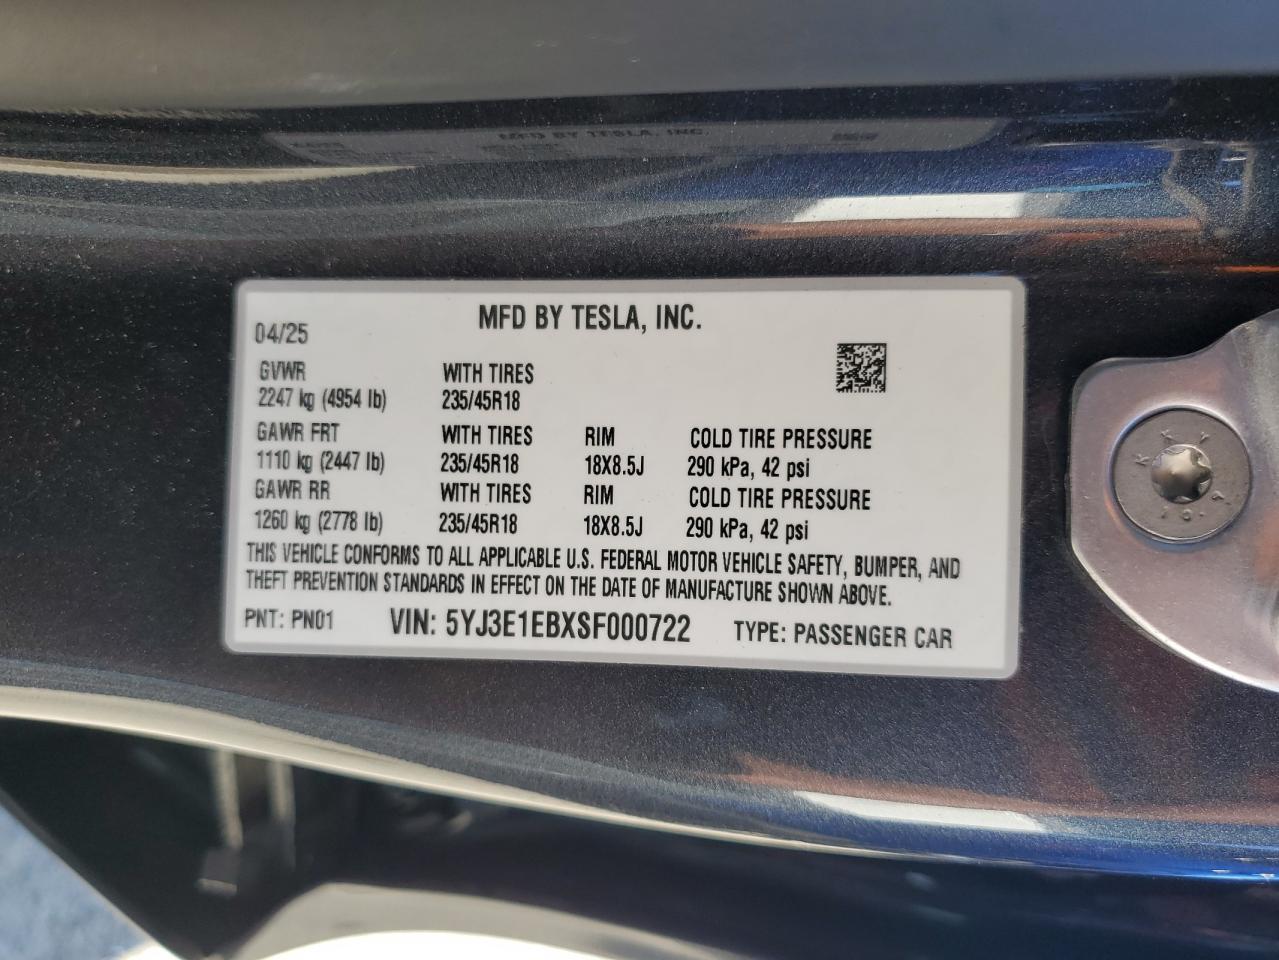 MFD BY TESLA, INC.
MFD BY TESLA, INC.
04/25
GVWR WITH TIRES
2247 kg (4954 lb) 235/45R18
GAWR FRT WITH TIRES RIM COLD TIRE PRESSURE
1110 kg (2447 lb) 235/45R18 18X8.5J 290 kPa, 42 psi
GAWR RR WITH TIRES RIM COLD TIRE PRESSURE
1260 kg (2778 lb) 235/45R18 18X8.5J 290 kPa, 42 psi
THIS VEHICLE CONFORMS TO ALL APPLICABLE U.S. FEDERAL MOTOR VEHICLE SAFETY, BUMPER, AND
THEFT PREVENTION STANDARDS IN EFFECT ON THE DATE OF MANUFACTURE SHOWN ABOVE.
PNT: PN01 VIN: 5YJ3E1EBXSF000722 TYPE: PASSENGER CAR